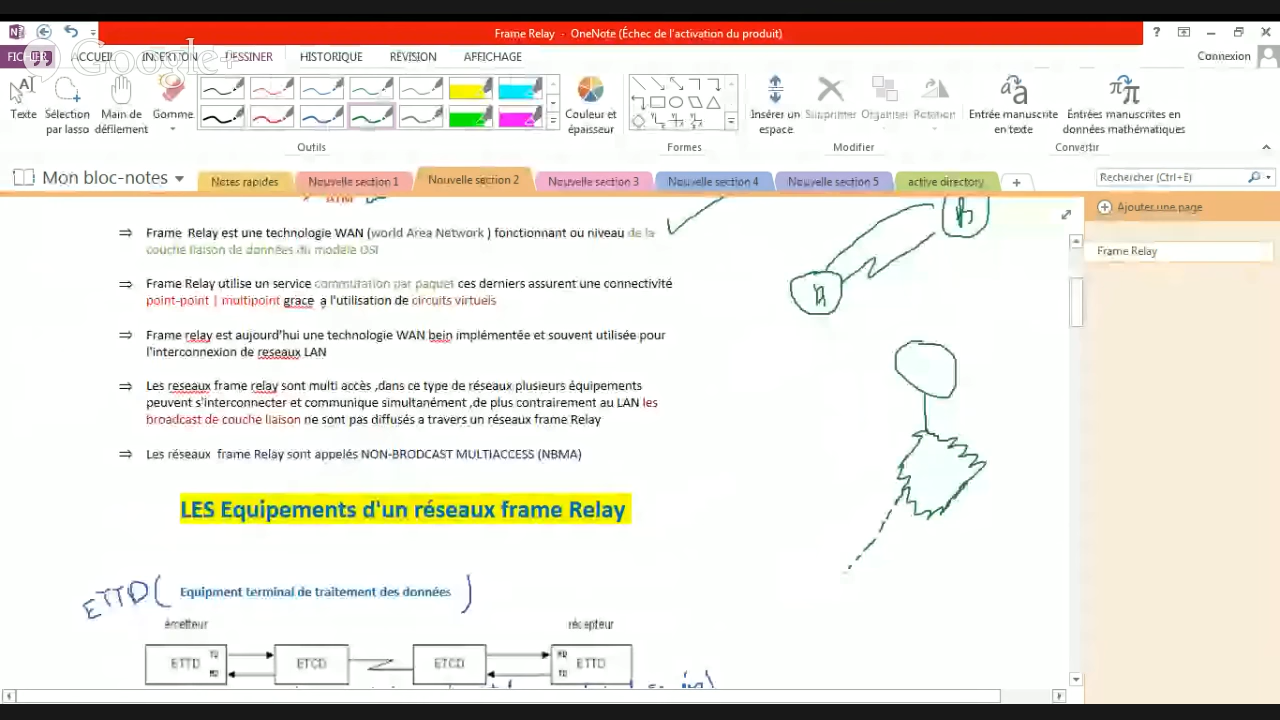 Frame Relay - OneNote (Échec de l'activation du produit)
Google+
FICHIER ACCUEIL INSERTION DESSINER HISTORIQUE RÉVISION AFFICHAGE Connexion
Texte Sélection par lasso Main de défilement Gomme Couleur et épaisseur Insérer un espace Supprimer Organiser Rotation Entrée manuscrite en texte Entrées manuscrites en données mathématiques
Outils Formes Modifier Convertir
Mon bloc-notes Notes rapides Nouvelle section 1 Nouvelle section 2 Nouvelle section 3 Nouvelle section 4 Nouvelle section 5 active directory Rechercher (Ctrl+E)
Ajouter une page
Frame Relay
⇒ Frame Relay est une technologie WAN (world Area Network ) fonctionnant ou niveau de la
couche liaison de données du modèle OSI
⇒ Frame Relay utilise un service commutation par paquet ces derniers assurent une connectivité
point-point | multipoint grace a l'utilisation de circuits virtuels
⇒ Frame relay est aujourd'hui une technologie WAN bein implémentée et souvent utilisée pour
l'interconnexion de reseaux LAN
⇒ Les reseaux frame relay sont multi accès ,dans ce type de réseaux plusieurs équipements
peuvent s'interconnecter et communique simultanément ,de plus contrairement au LAN les
broadcast de couche liaison ne sont pas diffusés a travers un réseaux frame Relay
⇒ Les réseaux frame Relay sont appelés NON-BRODCAST MULTIACCESS (NBMA)
B
A
LES Equipements d'un réseaux frame Relay
ETTD ( Equipment terminal de traitement des données )
émetteur récepteur
ETTD TD RD ETCD ETCD RD TD ETTD